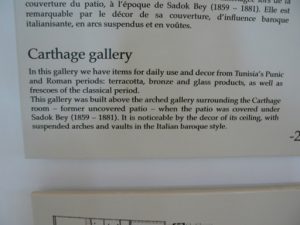 couverture du patio, à l'époque de Sadok Bey (1859 – 1881). Elle est
remarquable par le décor de sa couverture, d'influence baroque
italianisante, en arcs suspendus et en voûtes.
Carthage gallery
In this gallery we have items for daily use and decor from Tunisia's Punic
and Roman periods: terracotta, bronze and glass products, as well as
frescoes of the classical period.
This gallery was built above the arched gallery surrounding the Carthage
room – former uncovered patio – when the patio was covered under
Sadok Bey (1859 – 1881). It is noticeably by the decor of its ceiling, with
suspended arches and vaults in the Italian baroque style.
-2